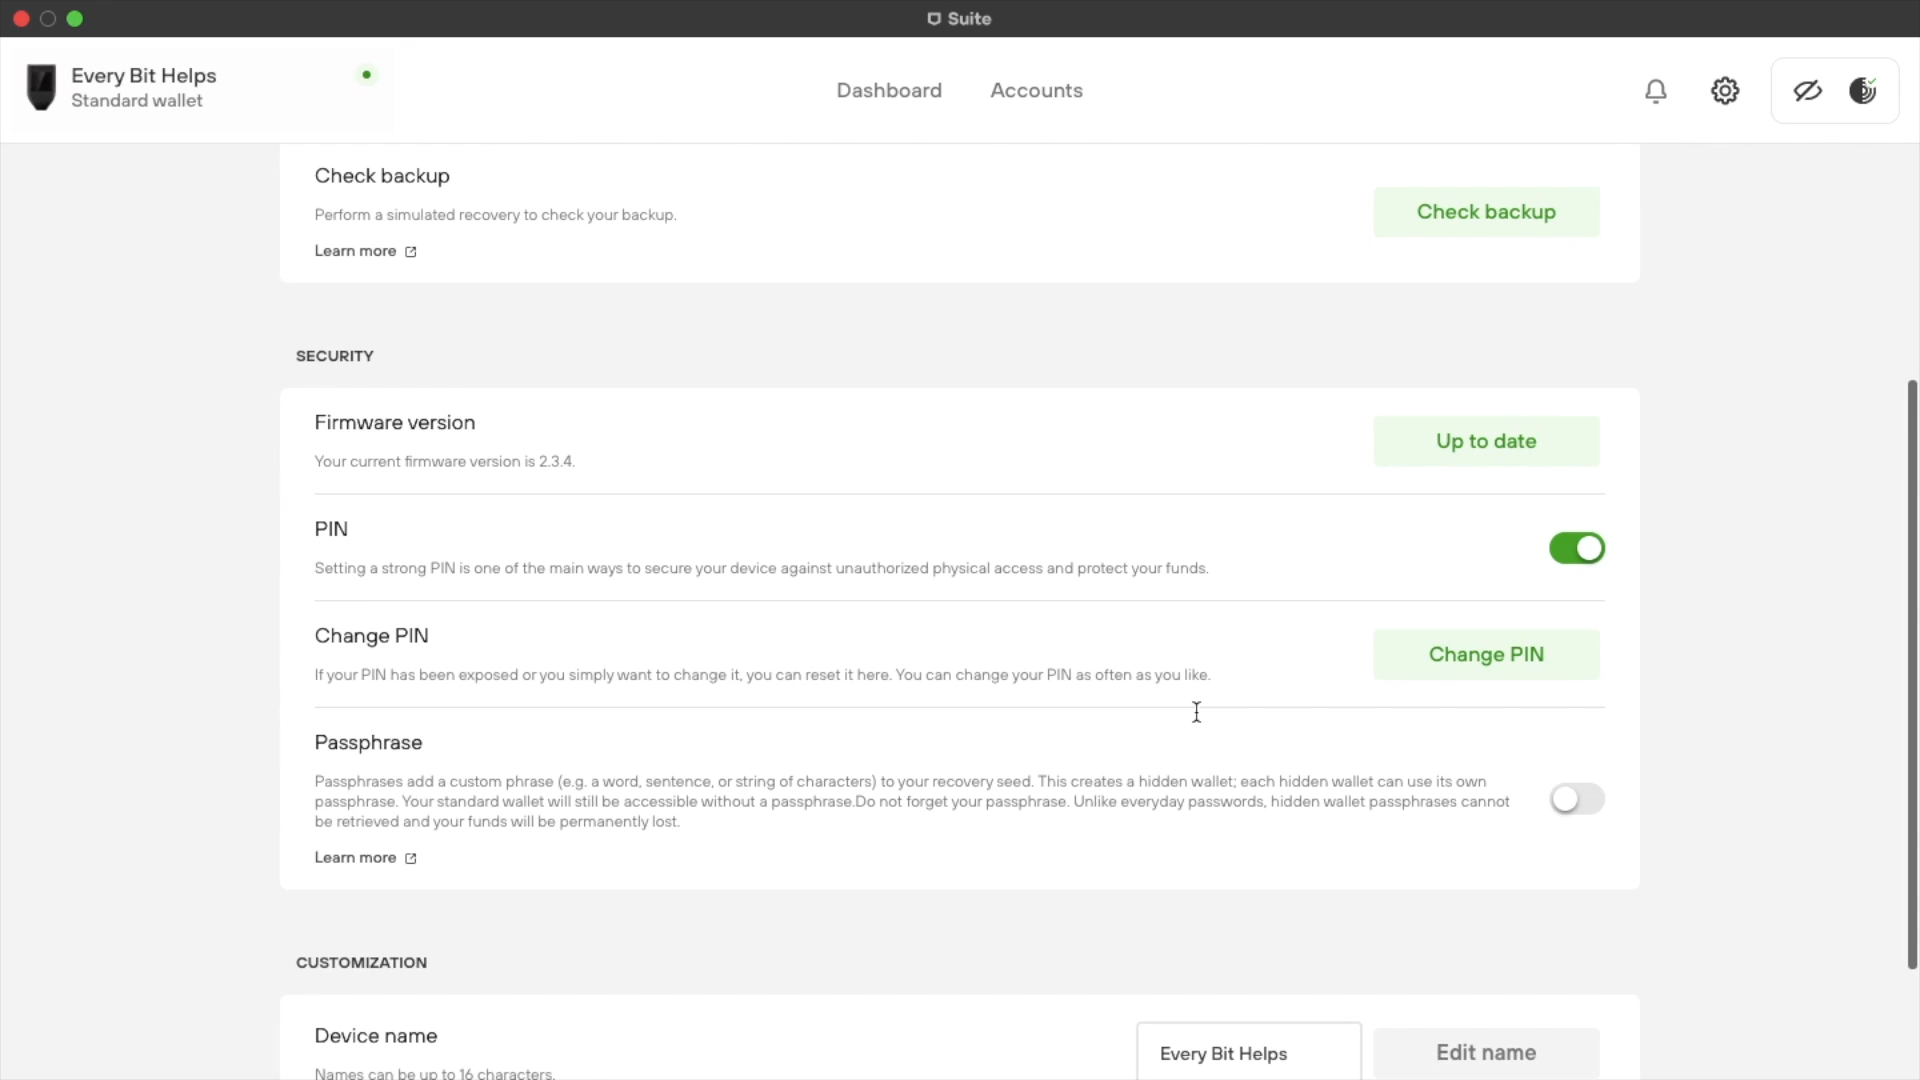 Suite
Every Bit Helps
Standard wallet
Dashboard
Accounts
Check backup
Perform a simulated recovery to check your backup.
Learn more
Check backup
SECURITY
Firmware version
Your current firmware version is 2.3.4.
Up to date
PIN
Setting a strong PIN is one of the main ways to secure your device against unauthorized physical access and protect your funds.
Change PIN
If your PIN has been exposed or you simply want to change it, you can reset it here. You can change your PIN as often as you like.
Change PIN
Passphrase
Passphrases add a custom phrase (e.g. a word, sentence, or string of characters) to your recovery seed. This creates a hidden wallet; each hidden wallet can use its own
passphrase. Your standard wallet will still be accessible without a passphrase.Do not forget your passphrase. Unlike everyday passwords, hidden wallet passphrases cannot
be retrieved and your funds will be permanently lost.
Learn more
CUSTOMIZATION
Device name
Names can be up to 16 characters.
Every Bit Helps
Edit name